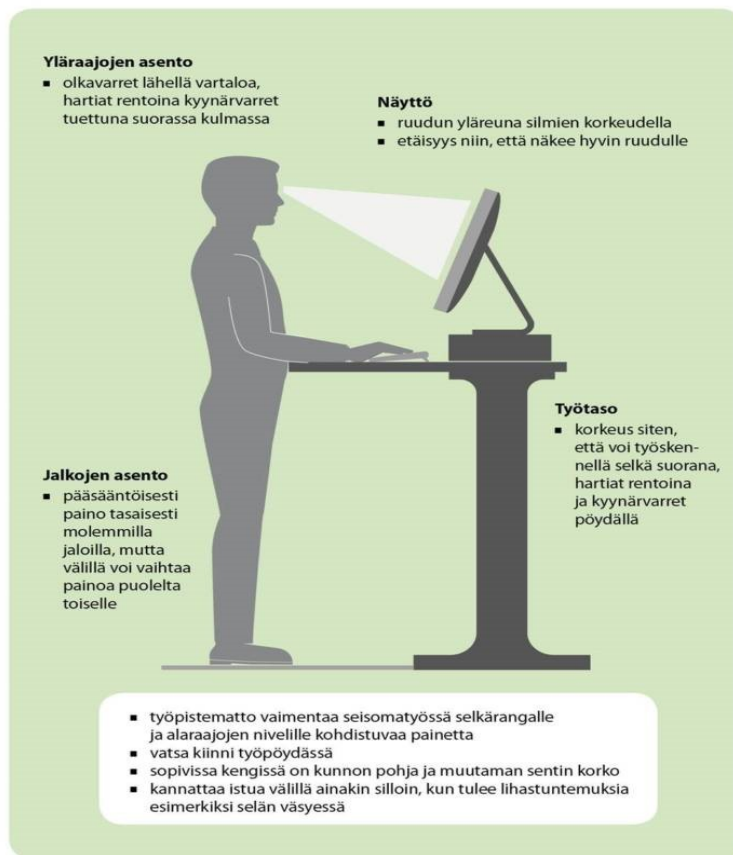 Yläraajojen asento
▪ olkavarret lähellä vartaloa,
hartiat rentoina kyynärvarret
tuettuna suorassa kulmassa
Näyttö
▪ ruudun yläreuna silmien korkeudella
▪ etäisyys niin, että näkee hyvin ruudulle
Työtaso
▪ korkeus siten,
että voi työsken-
nellä selkä suorana,
hartiat rentoina
ja kyynärvarret
pöydällä
Jalkojen asento
▪ pääsääntöisesti
paino tasaisesti
molemmilla
jaloilla, mutta
välillä voi vaihtaa
painoa puolelta
toiselle
▪ työpistematto vaimentaa seisomatyössä selkärangalle
ja alaraajojen nivelille kohdistuvaa painetta
▪ vatsa kiinni työpöydässä
▪ sopivissa kengissä on kunnon pohja ja muutaman sentin korko
▪ kannattaa istua välillä ainakin silloin, kun tulee lihastuntemuksia
esimerkiksi selän väsyessä